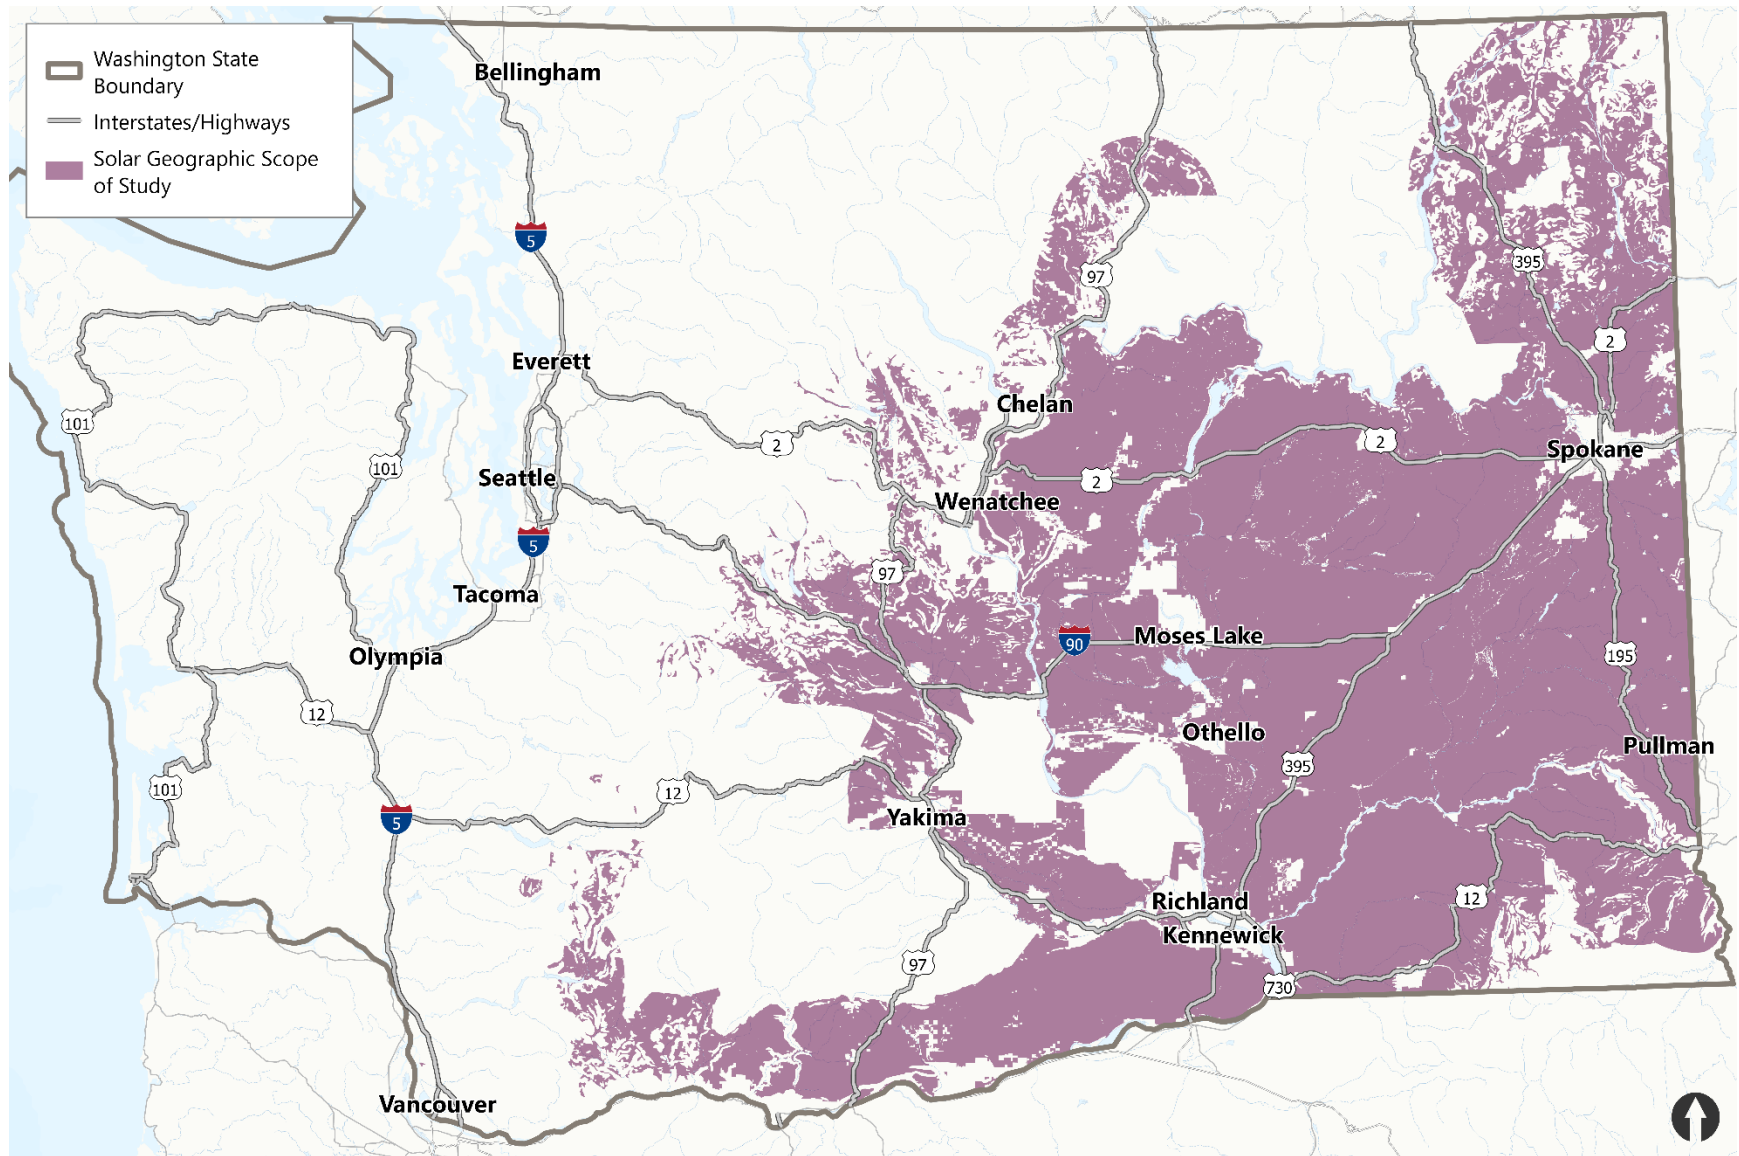 Washington State
Boundary
Interstates/Highways
Solar Geographic Scope
of Study
Bellingham
5
97
395
2
Everett
101
Chelan
101
2
2
Spokane
Seattle
2
Wenatchee
5
97
Tacoma
90
Moses Lake
Olympia
195
12
Othello
Pullman
395
101
12
5
Yakima
12
Richland
Kennewick
97
730
Vancouver